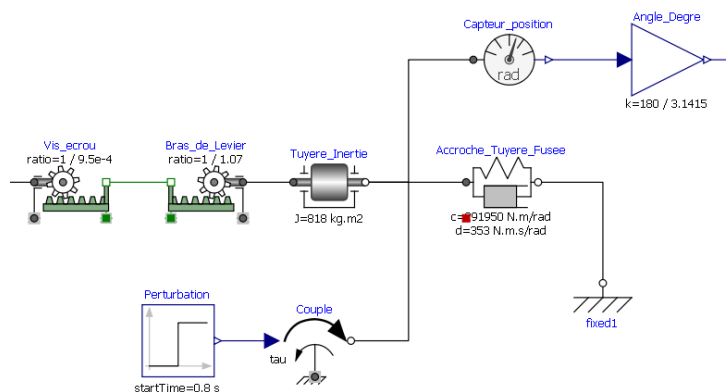 Capteur_position
Angle_Degre
rad
k=180 / 3.1415
Vis_ecrou
ratio=1 / 9.5e-4
Bras_de_Levier
ratio=1 / 1.07
Tuyere_Inertie
J=818 kg.m2
Accroche_Tuyere_Fusee
d=353 N.m.s/rad
Perturbation
startTime=0.8 s
Couple
tau
fixed1